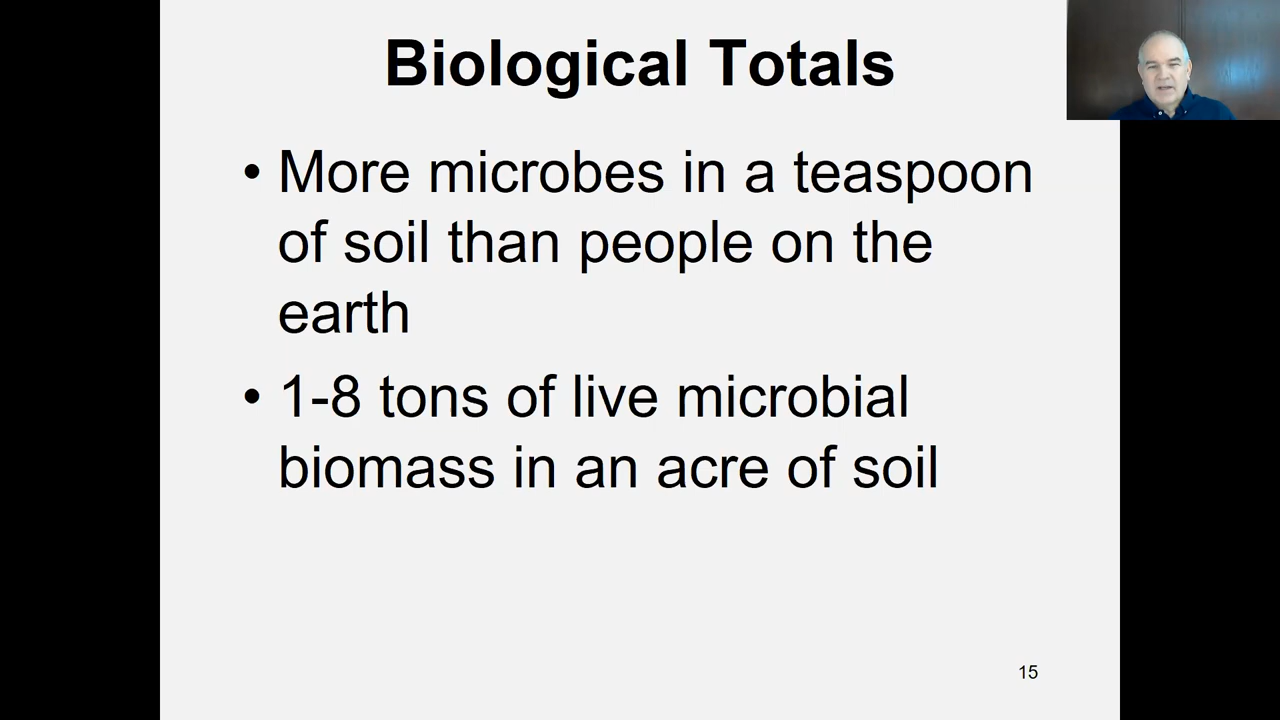 Biological Totals
• More microbes in a teaspoon
of soil than people on the
earth
• 1-8 tons of live microbial
biomass in an acre of soil
15